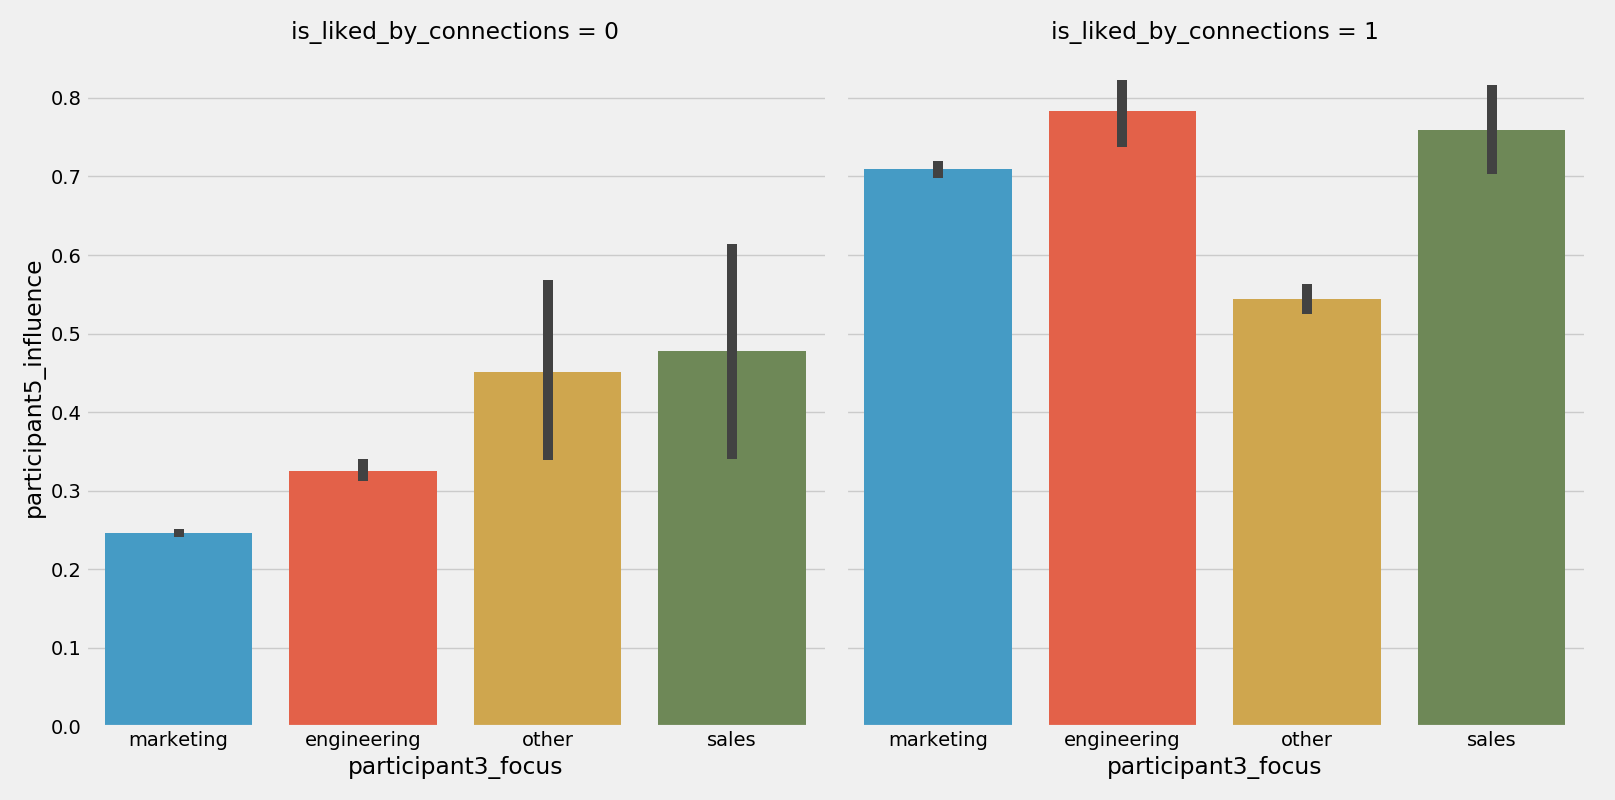 is_liked_by_connections = 0
is_liked_by_connections = 1
participant5_influence
0.8
0.7
0.6
0.5
0.4
0.3
0.2
0.1
0.0
marketing engineering other sales
marketing engineering other sales
participant3_focus
participant3_focus